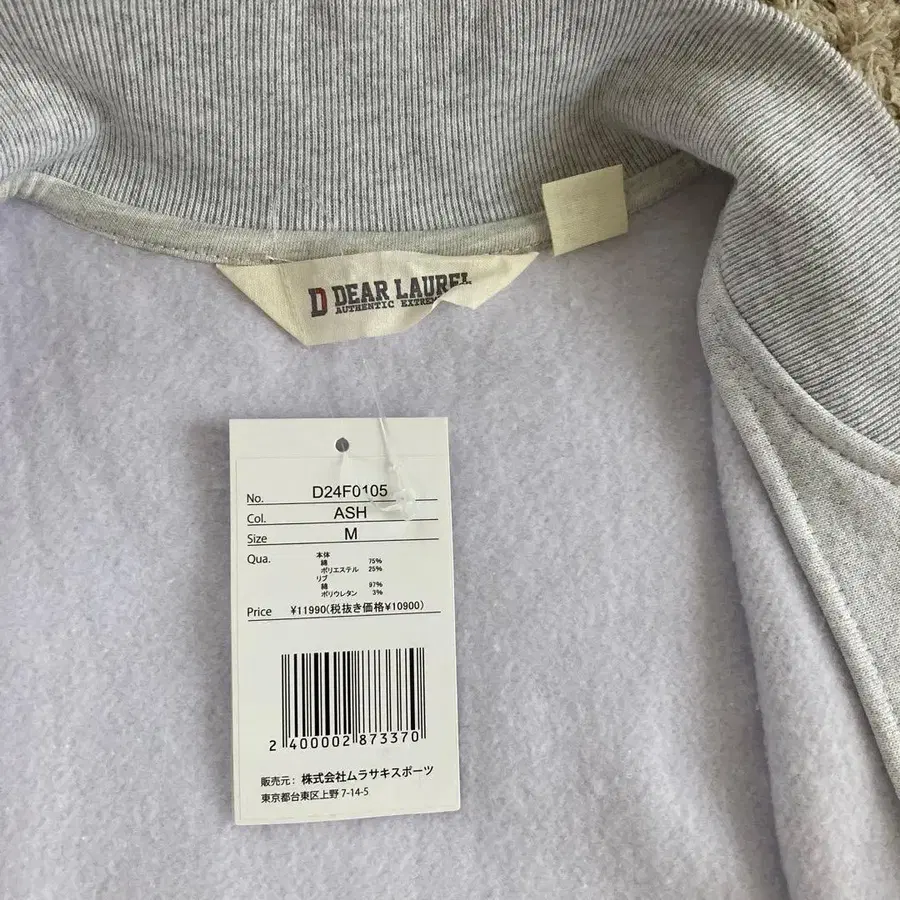 D DEAR LAUREL
AUTHENTIC
No. D24F0105
Col. ASH
Size M
Qua. 本体
綿 75%
ポリエステル 25%
リブ
綿 97%
ポリウレタン 3%
Price ¥11990(税抜き価格¥10900)
2 400002 873370
販売元: 株式会社ムラサキスポーツ
東京都台東区上野 7-14-5